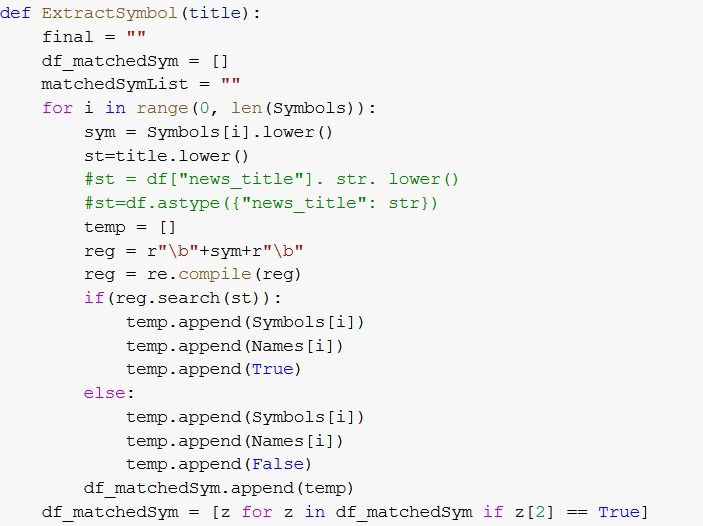 def ExtractSymbol(title):
    final = ""
    df_matchedSym = []
    matchedSymList = ""
    for i in range(0, len(Symbols)):
        sym = Symbols[i].lower()
        st=title.lower()
        #st = df["news_title"]. str. lower()
        #st=df.astype({"news_title": str})
        temp = []
        reg = r"\b"+sym+r"\b"
        reg = re.compile(reg)
        if(reg.search(st)):
            temp.append(Symbols[i])
            temp.append(Names[i])
            temp.append(True)
        else:
            temp.append(Symbols[i])
            temp.append(Names[i])
            temp.append(False)
        df_matchedSym.append(temp)
    df_matchedSym = [z for z in df_matchedSym if z[2] == True]